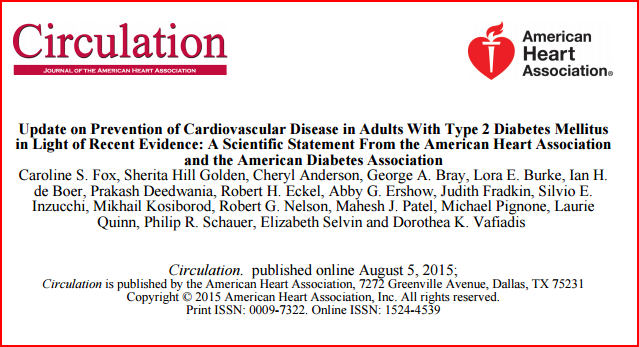 Circulation
JOURNAL OF THE AMERICAN HEART ASSOCIATION
American
Heart
Association®
Update on Prevention of Cardiovascular Disease in Adults With Type 2 Diabetes Mellitus
in Light of Recent Evidence: A Scientific Statement From the American Heart Association
and the American Diabetes Association
Caroline S. Fox, Sherita Hill Golden, Cheryl Anderson, George A. Bray, Lora E. Burke, Ian H.
de Boer, Prakash Deedwania, Robert H. Eckel, Abby G. Ershow, Judith Fradkin, Silvio E.
Inzucchi, Mikhail Kosiborod, Robert G. Nelson, Mahesh J. Patel, Michael Pignone, Laurie
Quinn, Philip R. Schauer, Elizabeth Selvin and Dorothea K. Vafiadis
Circulation. published online August 5, 2015;
Circulation is published by the American Heart Association, 7272 Greenville Avenue, Dallas, TX 75231
Copyright © 2015 American Heart Association, Inc. All rights reserved.
Print ISSN: 0009-7322. Online ISSN: 1524-4539